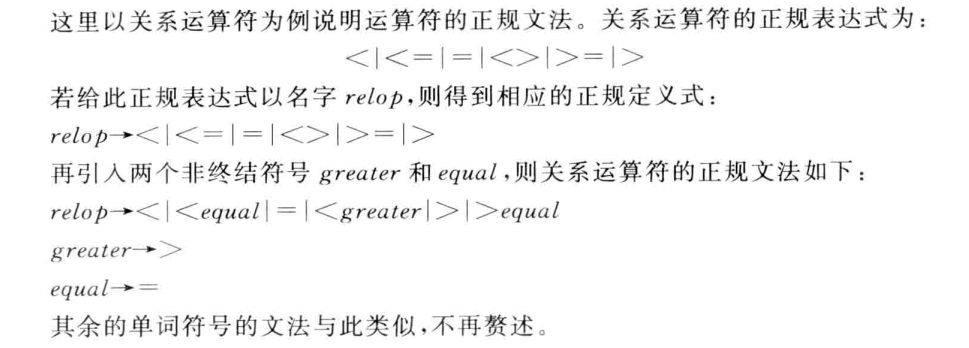 这里以关系运算符为例说明运算符的正规文法。关系运算符的正规表达式为：
<|<=|=|<>|>=|>
若给此正规表达式以名字 relop,则得到相应的正规定义式：
relop→<|<=|=|<>|>=|>
再引入两个非终结符号 greater 和 equal,则关系运算符的正规文法如下：
relop→<|<equal|=|<greater|>|>equal
greater→>
equal→=
其余的单词符号的文法与此类似,不再赘述。